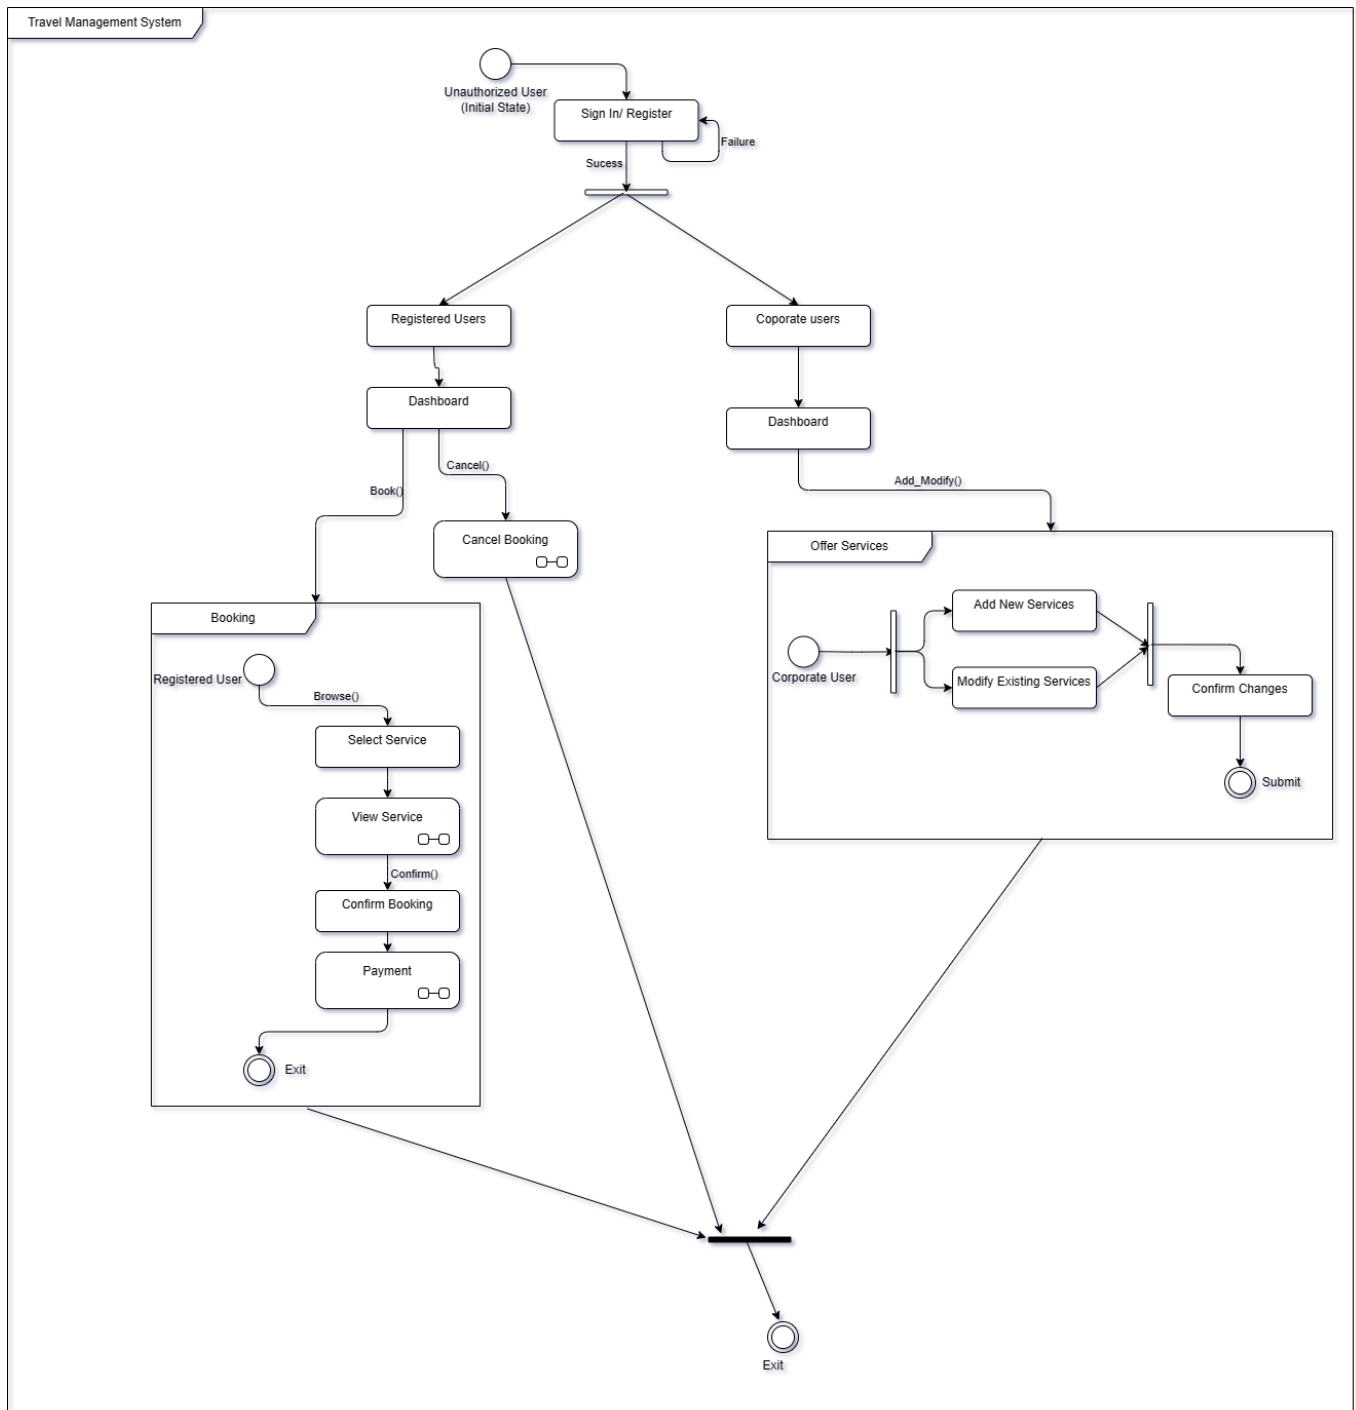 Travel Management System
Unauthorized User
(Initial State)
Sign In/ Register
Failure
Sucess
Registered Users
Coporate users
Dashboard
Dashboard
Cancel()
Book()
Add_Modify()
Cancel Booking
Offer Services
Booking
Add New Services
Corporate User
Modify Existing Services
Confirm Changes
Registered User
Browse()
Select Service
Submit
View Service
Confirm()
Confirm Booking
Payment
Exit
Exit